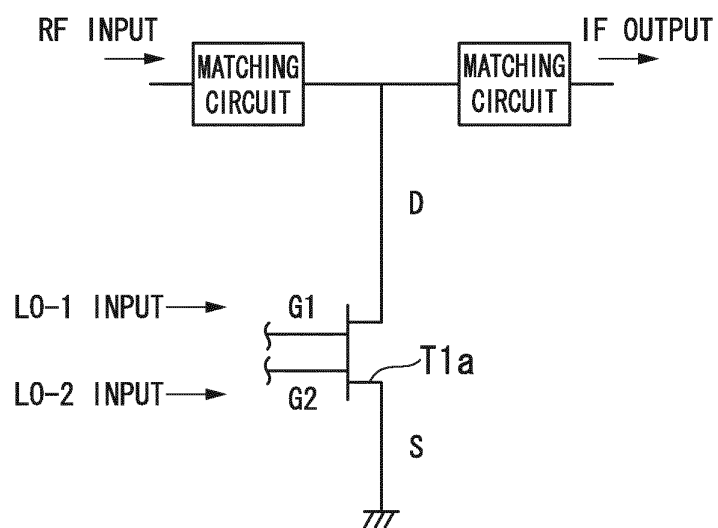 RF INPUT
IF OUTPUT
MATCHING
CIRCUIT
MATCHING
CIRCUIT
D
LO-1 INPUT
G1
T1a
LO-2 INPUT
G2
S